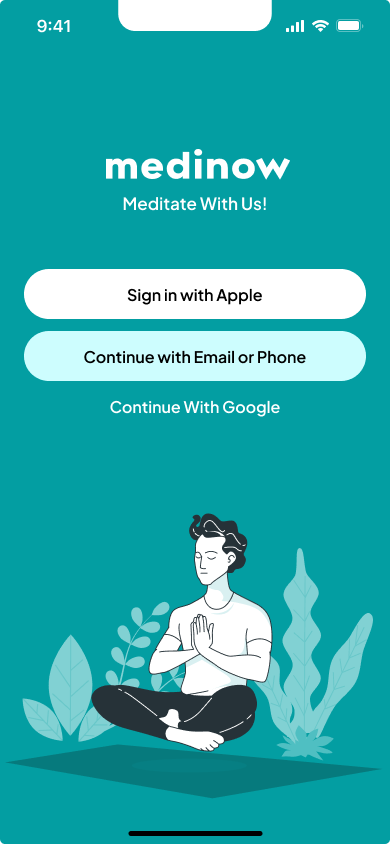 9:41
medinow
Meditate With Us!
Sign in with Apple
Continue with Email or Phone
Continue With Google